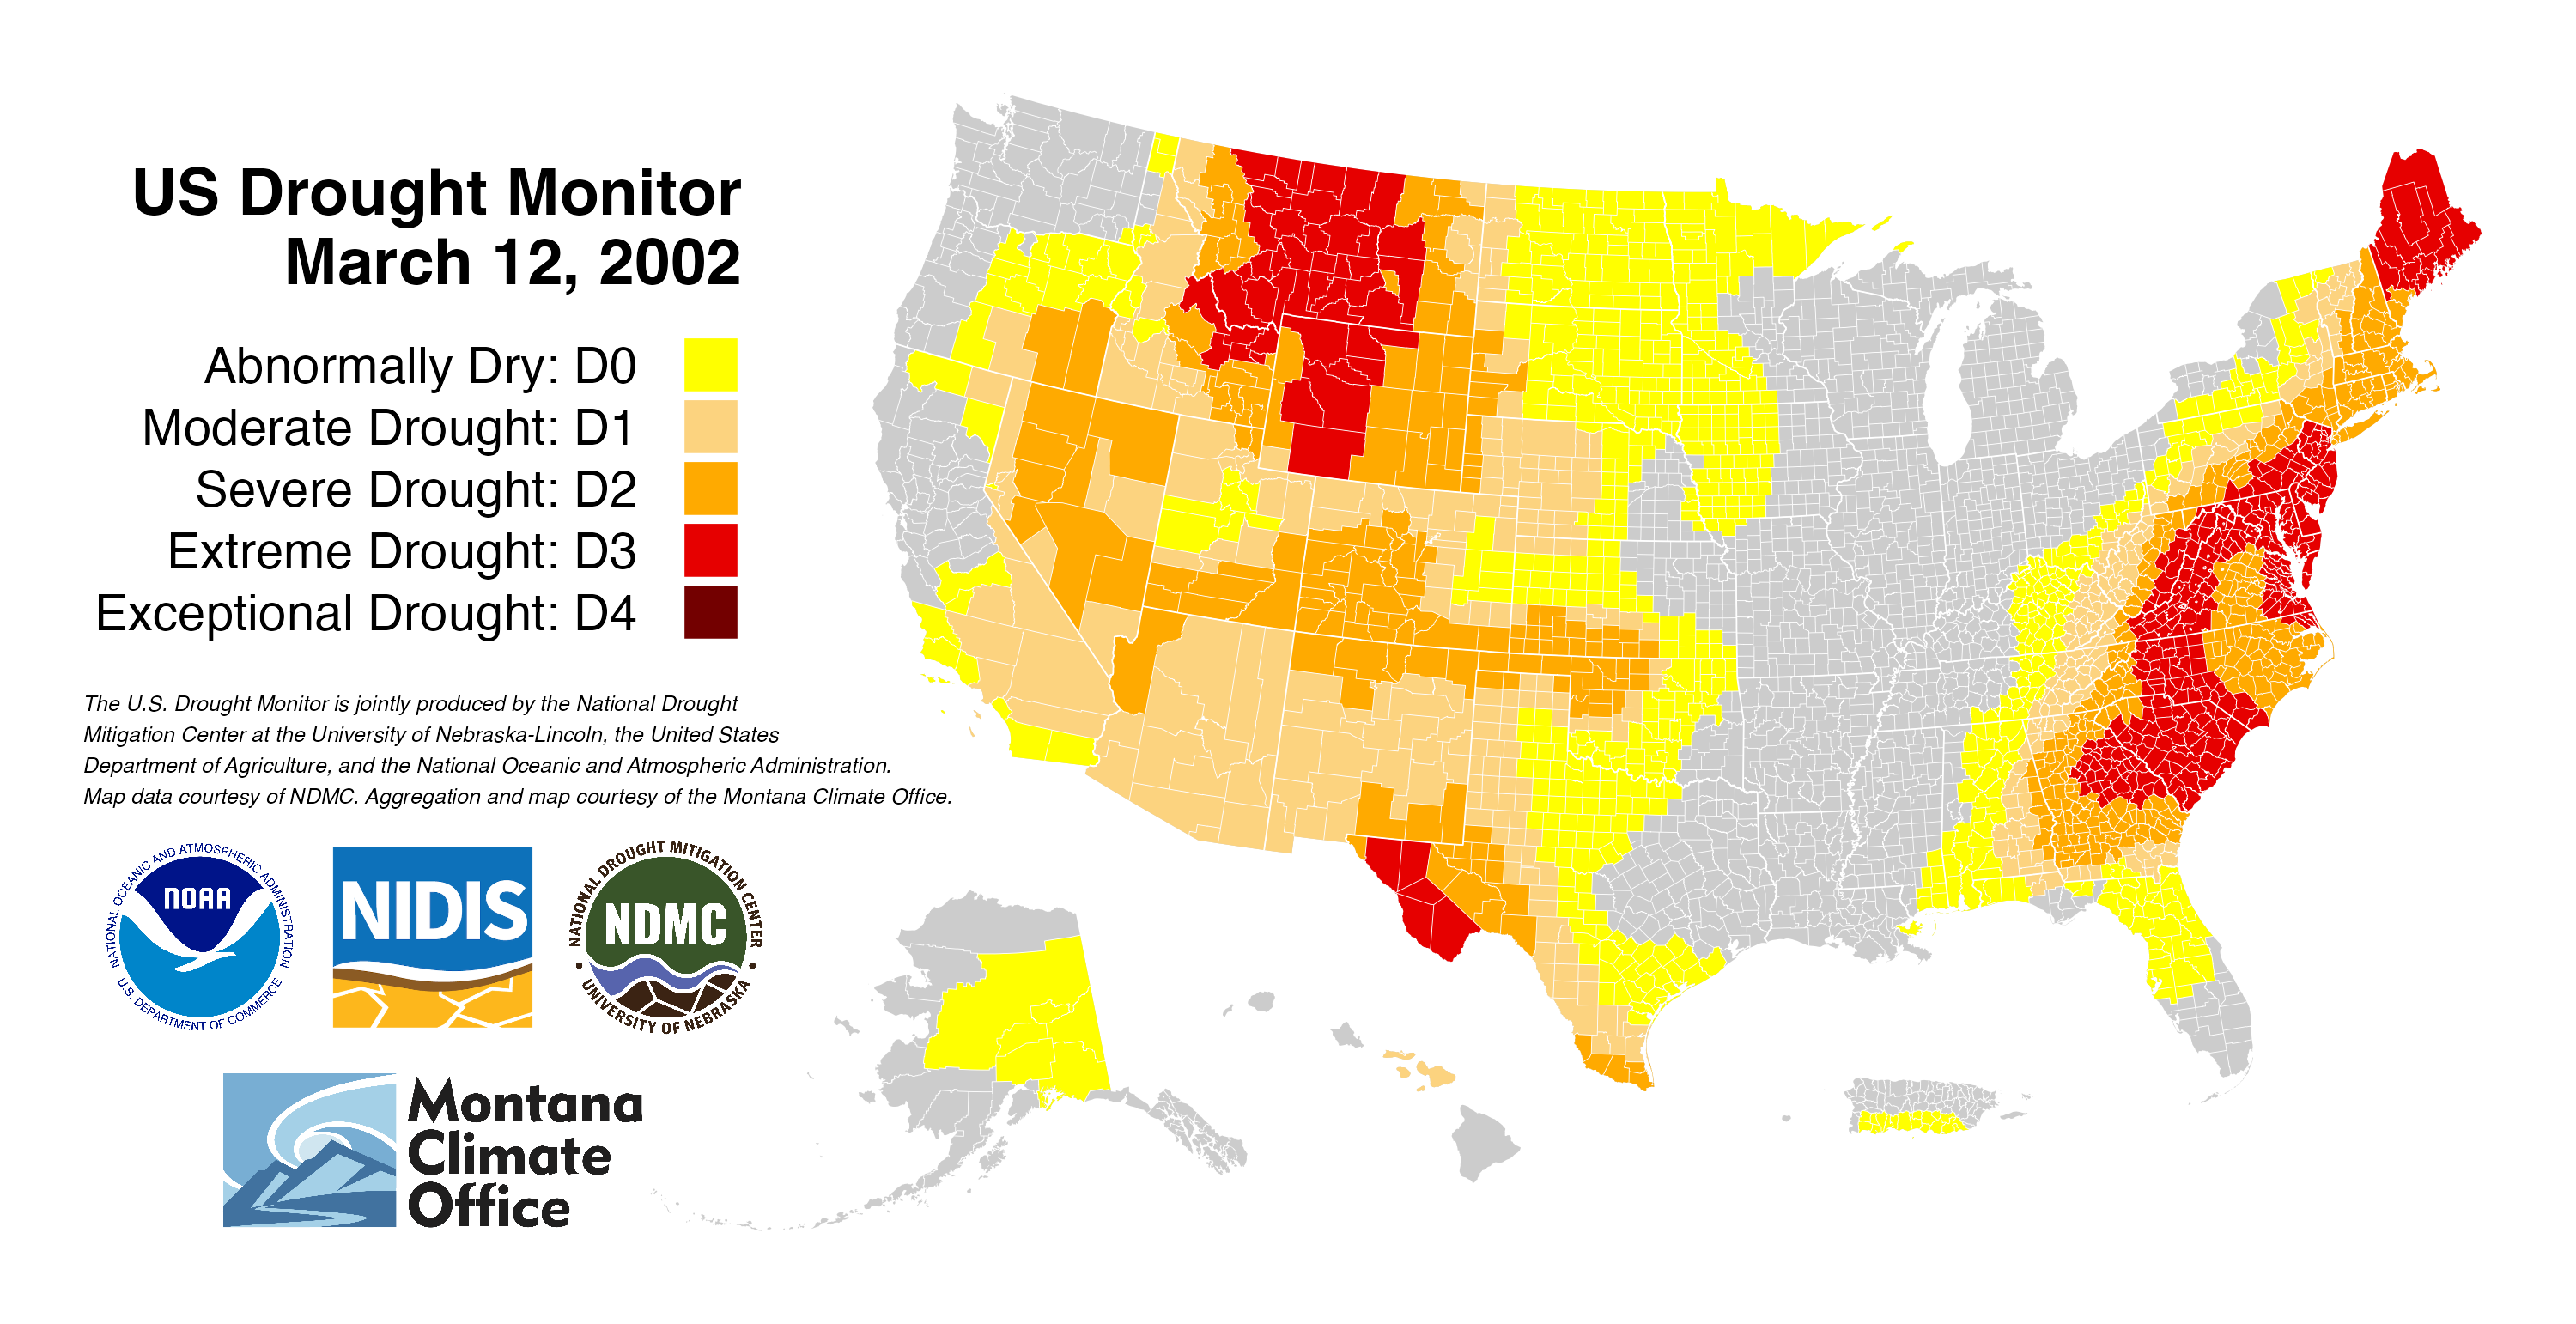 US Drought Monitor
March 12, 2002
Abnormally Dry: D0
Moderate Drought: D1
Severe Drought: D2
Extreme Drought: D3
Exceptional Drought: D4
The U.S. Drought Monitor is jointly produced by the National Drought
Mitigation Center at the University of Nebraska-Lincoln, the United States
Department of Agriculture, and the National Oceanic and Atmospheric Administration.
Map data courtesy of NDMC. Aggregation and map courtesy of the Montana Climate Office.
NATIONAL OCEANIC AND ATMOSPHERIC ADMINISTRATION
NOAA
U.S. DEPARTMENT OF COMMERCE
NIDIS
NATIONAL DROUGHT MITIGATION CENTER
NDMC
UNIVERSITY OF NEBRASKA
Montana
Climate
Office